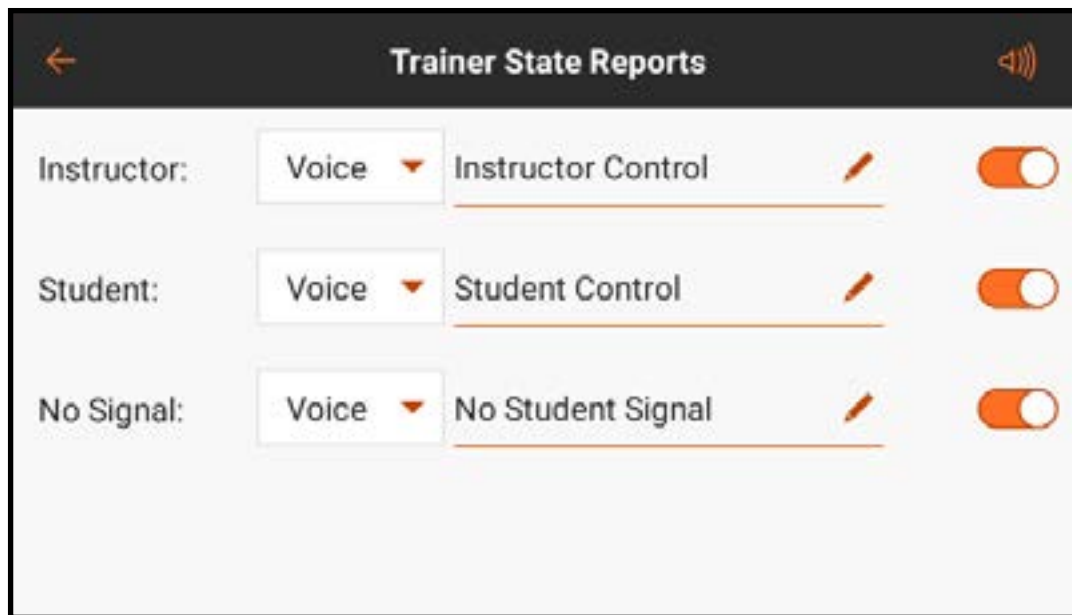 Trainer State Reports
Instructor: Voice Instructor Control
Student: Voice Student Control
No Signal: Voice No Student Signal